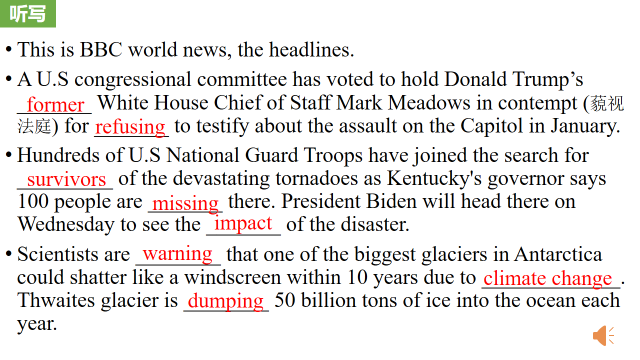 听写
• This is BBC world news, the headlines.
• A U.S congressional committee has voted to hold Donald Trump’s
former White House Chief of Staff Mark Meadows in contempt (藐视
法庭) for refusing to testify about the assault on the Capitol in January.
• Hundreds of U.S National Guard Troops have joined the search for
survivors of the devastating tornadoes as Kentucky's governor says
100 people are missing there. President Biden will head there on
Wednesday to see the impact of the disaster.
• Scientists are warning that one of the biggest glaciers in Antarctica
could shatter like a windscreen within 10 years due to climate change.
Thwaites glacier is dumping 50 billion tons of ice into the ocean each
year.